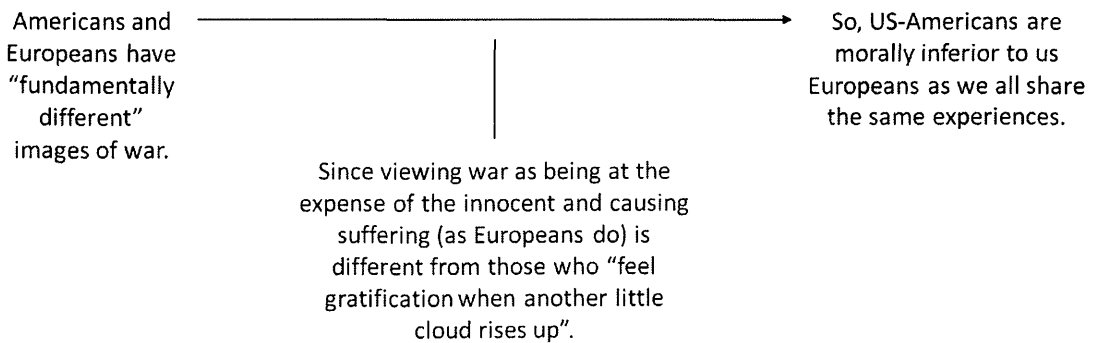 Americans and
Europeans have
“fundamentally
different”
images of war.
So, US-Americans are
morally inferior to us
Europeans as we all share
the same experiences.
Since viewing war as being at the
expense of the innocent and causing
suffering (as Europeans do) is
different from those who “feel
gratification when another little
cloud rises up”.